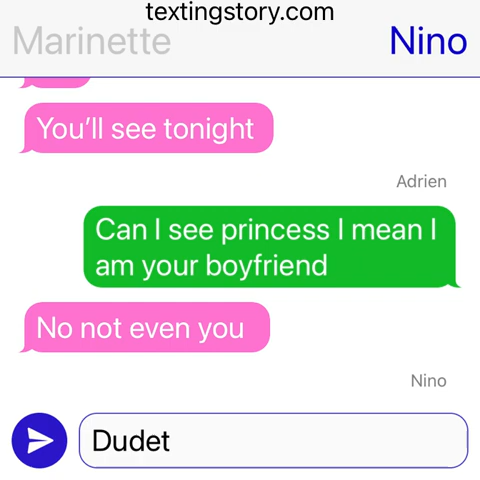 textingstory.com
Marinette Nino
You'll see tonight
Adrien
Can I see princess I mean I
am your boyfriend
No not even you
Nino
Dudet